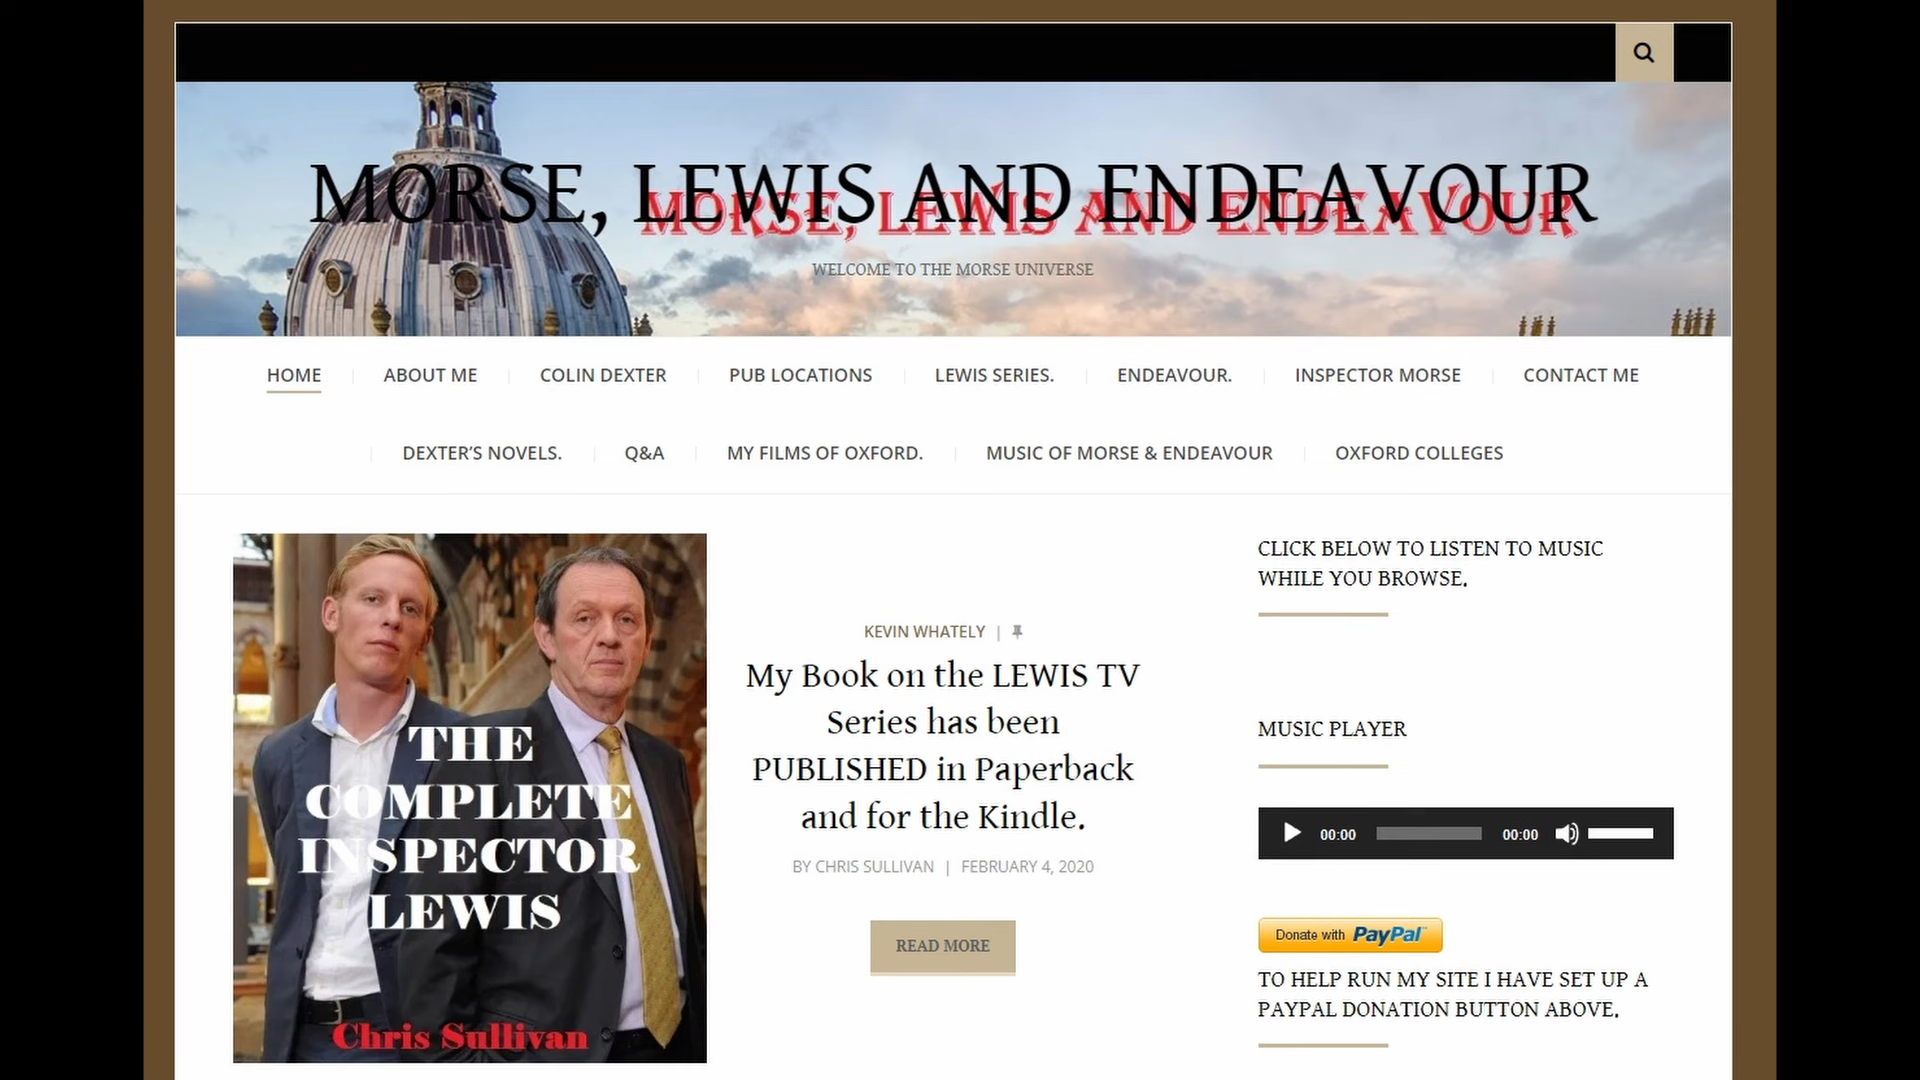 MORSE, LEWIS AND ENDEAVOUR
MORSE, LEWIS AND ENDEAVOUR
WELCOME TO THE MORSE UNIVERSE
HOME
ABOUT ME
COLIN DEXTER
PUB LOCATIONS
LEWIS SERIES.
ENDEAVOUR.
INSPECTOR MORSE
CONTACT ME
DEXTER’S NOVELS.
Q&A
MY FILMS OF OXFORD.
MUSIC OF MORSE & ENDEAVOUR
OXFORD COLLEGES
THE
COMPLETE
INSPECTOR
LEWIS
Chris Sullivan
KEVIN WHATELY |
My Book on the LEWIS TV
Series has been
PUBLISHED in Paperback
and for the Kindle.
BY CHRIS SULLIVAN | FEBRUARY 4, 2020
READ MORE
CLICK BELOW TO LISTEN TO MUSIC
WHILE YOU BROWSE.
MUSIC PLAYER
00:00
00:00
Donate with PayPal
TO HELP RUN MY SITE I HAVE SET UP A
PAYPAL DONATION BUTTON ABOVE.